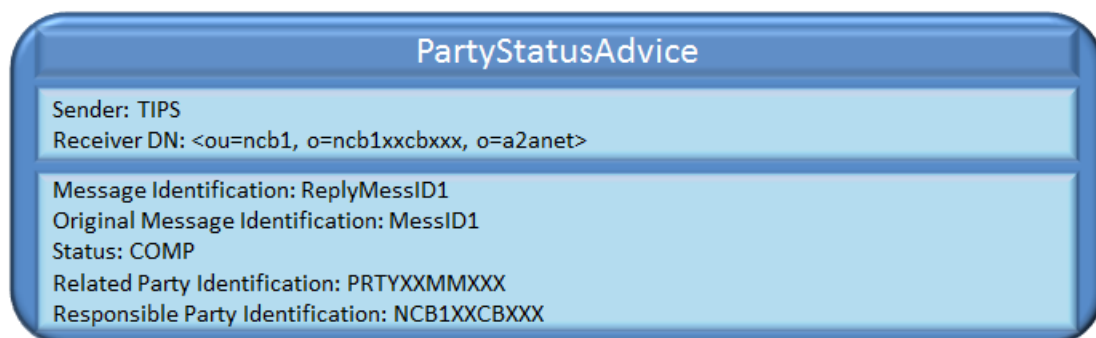 PartyStatusAdvice
Sender: TIPS
Receiver DN: <ou=ncb1, o=ncb1xxcbxxx, o=a2anet>
Message Identification: ReplyMessID1
Original Message Identification: MessID1
Status: COMP
Related Party Identification: PRTYXXMMXXX
Responsible Party Identification: NCB1XXCBXXX